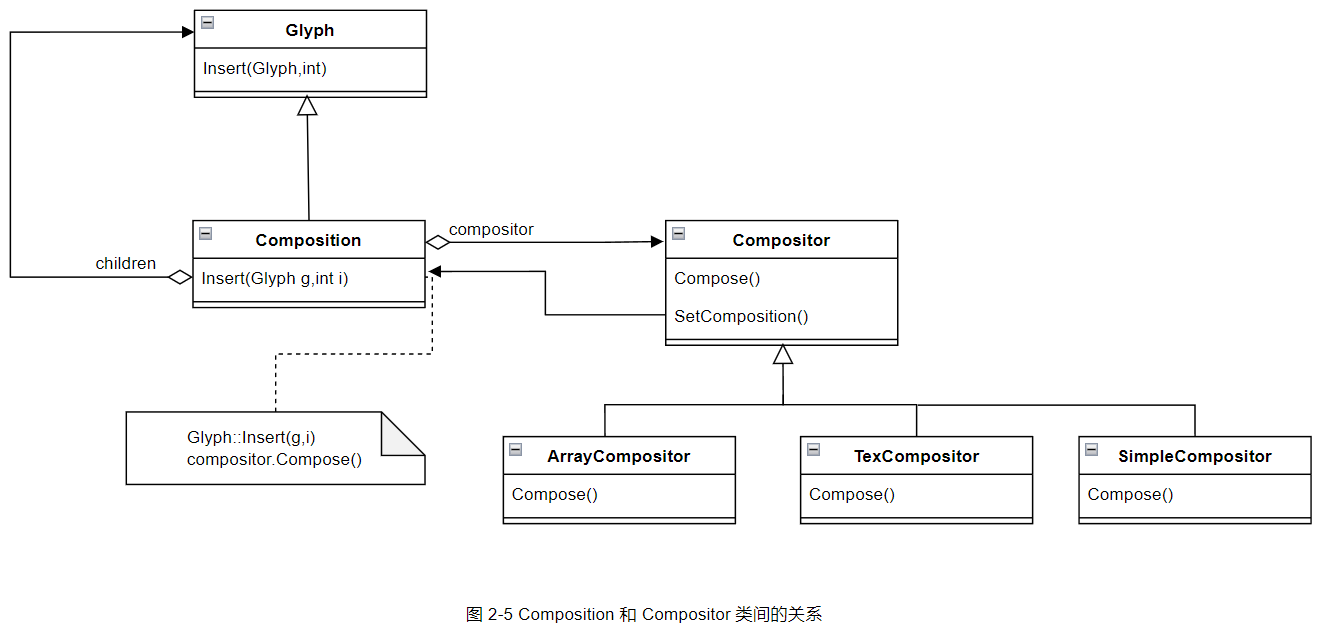 Glyph
Insert(Glyph,int)
Composition
Insert(Glyph g,int i)
children
compositor
Compositor
Compose()
SetComposition()
Glyph::Insert(g,i)
compositor.Compose()
ArrayCompositor
Compose()
TexCompositor
Compose()
SimpleCompositor
Compose()
图 2-5 Composition 和 Compositor 类间的关系